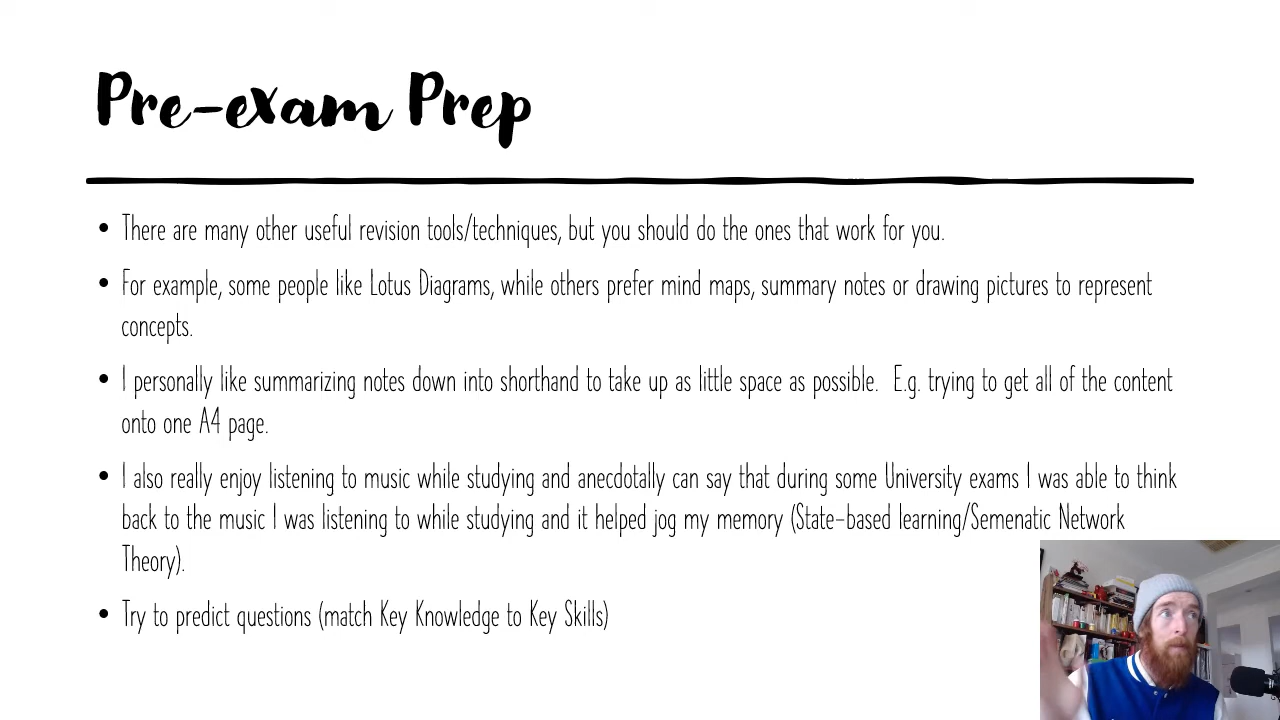 Pre-exam Prep
• There are many other useful revision tools/techniques, but you should do the ones that work for you.
• For example, some people like Lotus Diagrams, while others prefer mind maps, summary notes or drawing pictures to represent
concepts.
• I personally like summarizing notes down into shorthand to take up as little space as possible.  E.g. trying to get all of the content
onto one A4 page.
• I also really enjoy listening to music while studying and anecdotally can say that during some University exams I was able to think
back to the music I was listening to while studying and it helped jog my memory (State-based learning/Semenatic Network
Theory).
• Try to predict questions (match Key Knowledge to Key Skills)